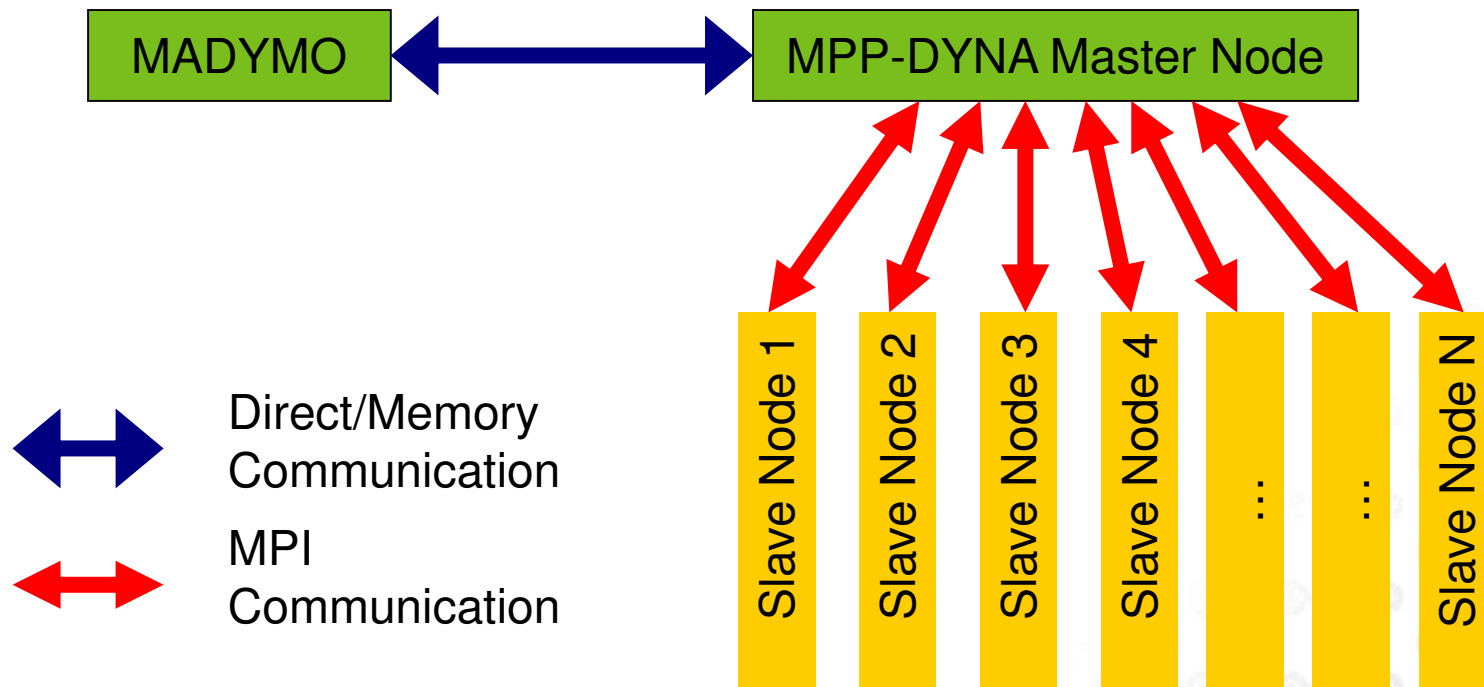 MADYMO
MPP-DYNA Master Node
Direct/Memory
Communication
MPI
Communication
Slave Node 1
Slave Node 2
Slave Node 3
Slave Node 4
...
...
Slave Node N